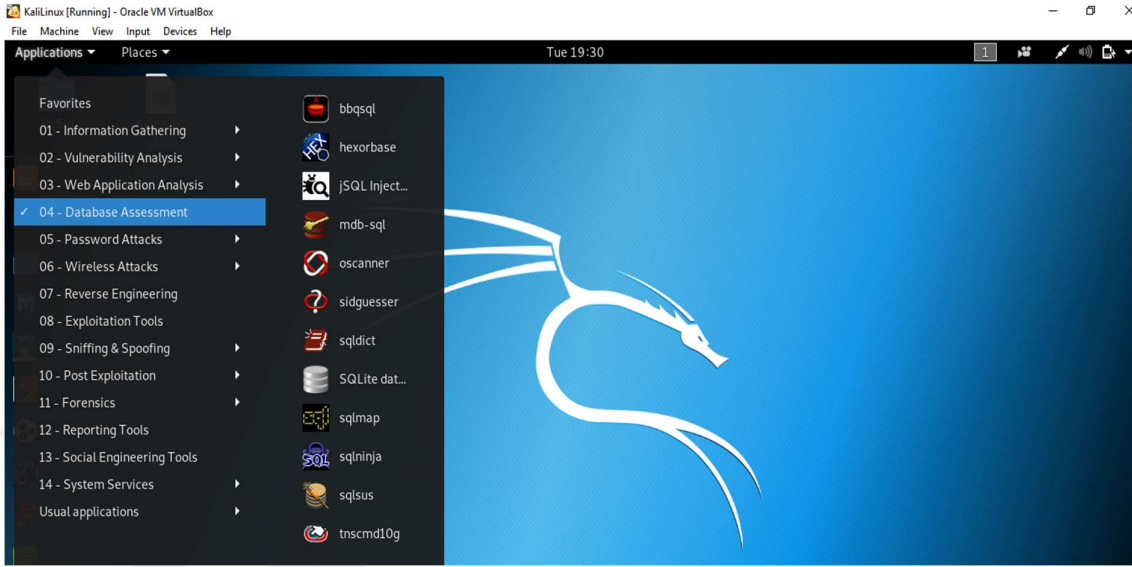 KaliLinux [Running] - Oracle VM VirtualBox
File Machine View Input Devices Help
Applications Places Tue 19:30 1
Favorites
01 - Information Gathering
02 - Vulnerability Analysis
03 - Web Application Analysis
04 - Database Assessment
05 - Password Attacks
06 - Wireless Attacks
07 - Reverse Engineering
08 - Exploitation Tools
09 - Sniffing & Spoofing
10 - Post Exploitation
11 - Forensics
12 - Reporting Tools
13 - Social Engineering Tools
14 - System Services
Usual applications
bbqsql
HEX hexorbase
jSQL Inject...
mdb-sql
oscanner
sidguesser
sqldict
SQLite dat...
sql sqlmap
SQL sqlninja
sqlsus
tnscmd10g